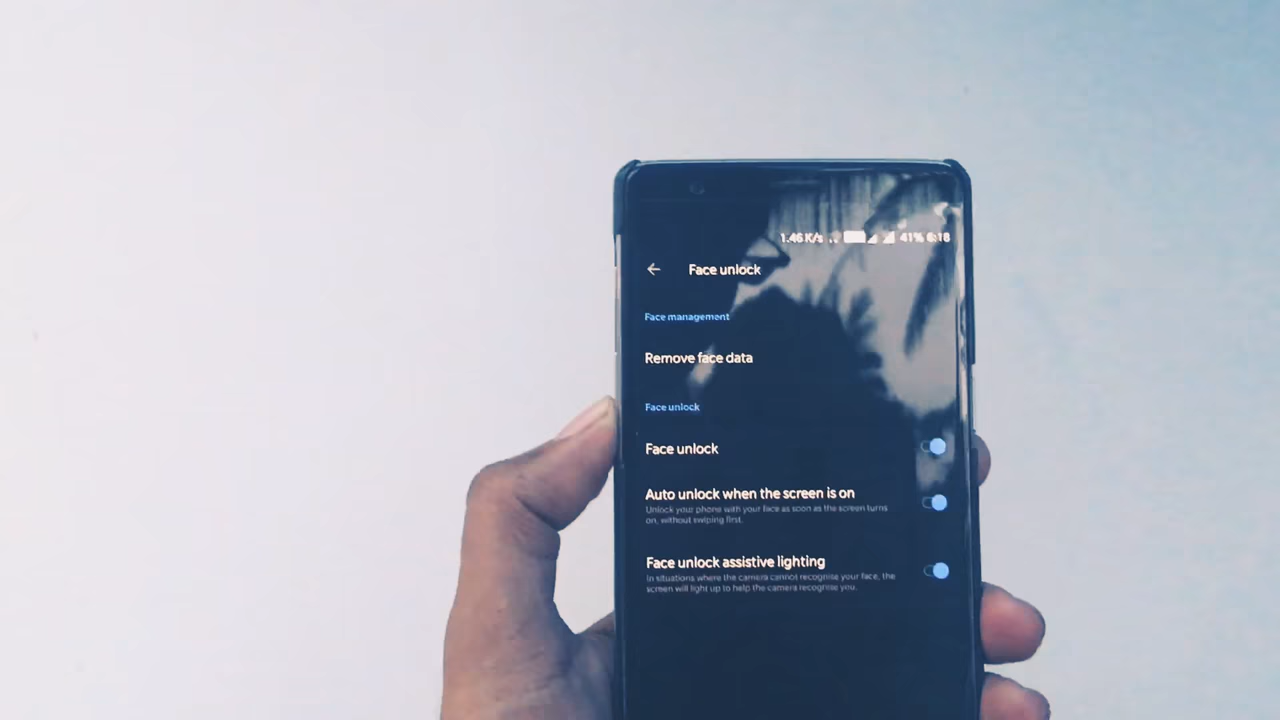 1.46 K/s 41% 6:18
Face unlock
Face management
Remove face data
Face unlock
Face unlock
Auto unlock when the screen is on
Unlock your phone with your face as soon as the screen turns
on, without swiping first.
Face unlock assistive lighting
In situations where the camera cannot recognise your face, the
screen will light up to help the camera recognise you.